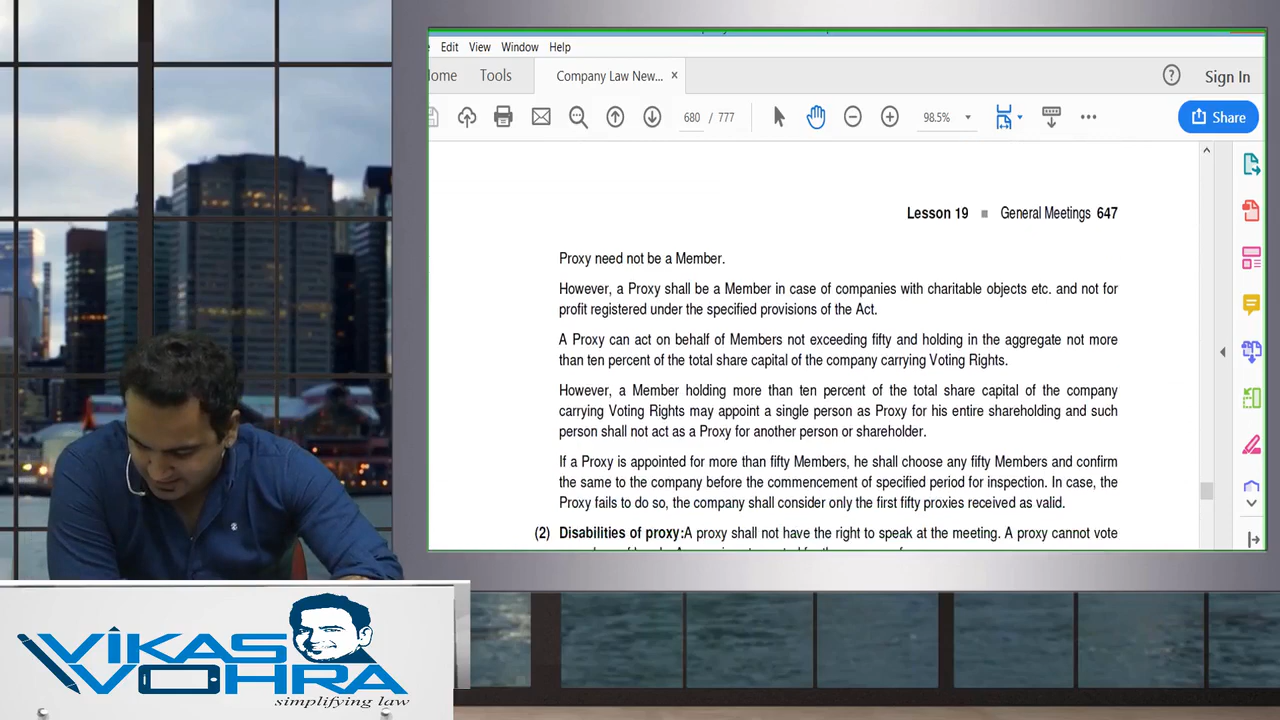 Edit View Window Help
Home Tools Company Law New... ×
Sign In
680 / 777
98.5%
Share
Lesson 19 ■ General Meetings 647
Proxy need not be a Member.
However, a Proxy shall be a Member in case of companies with charitable objects etc. and not for
profit registered under the specified provisions of the Act.
A Proxy can act on behalf of Members not exceeding fifty and holding in the aggregate not more
than ten percent of the total share capital of the company carrying Voting Rights.
However, a Member holding more than ten percent of the total share capital of the company
carrying Voting Rights may appoint a single person as Proxy for his entire shareholding and such
person shall not act as a Proxy for another person or shareholder.
If a Proxy is appointed for more than fifty Members, he shall choose any fifty Members and confirm
the same to the company before the commencement of specified period for inspection. In case, the
Proxy fails to do so, the company shall consider only the first fifty proxies received as valid.
(2) Disabilities of proxy:A proxy shall not have the right to speak at the meeting. A proxy cannot vote
VIKAS
VOHRA
simplifying law